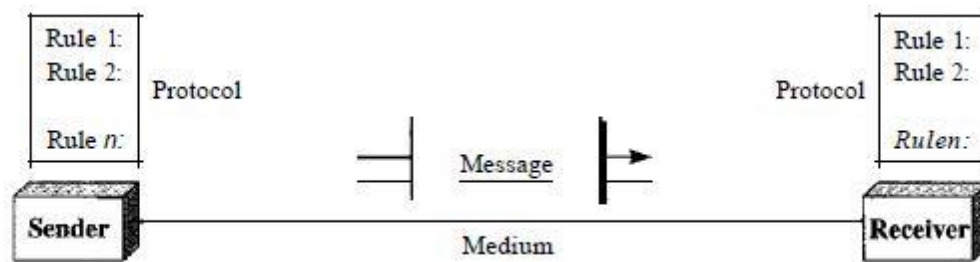 Rule 1:
Rule 2:
Rule n:
Protocol
Message
Protocol
Rule 1:
Rule 2:
Rulen:
Sender
Medium
Receiver